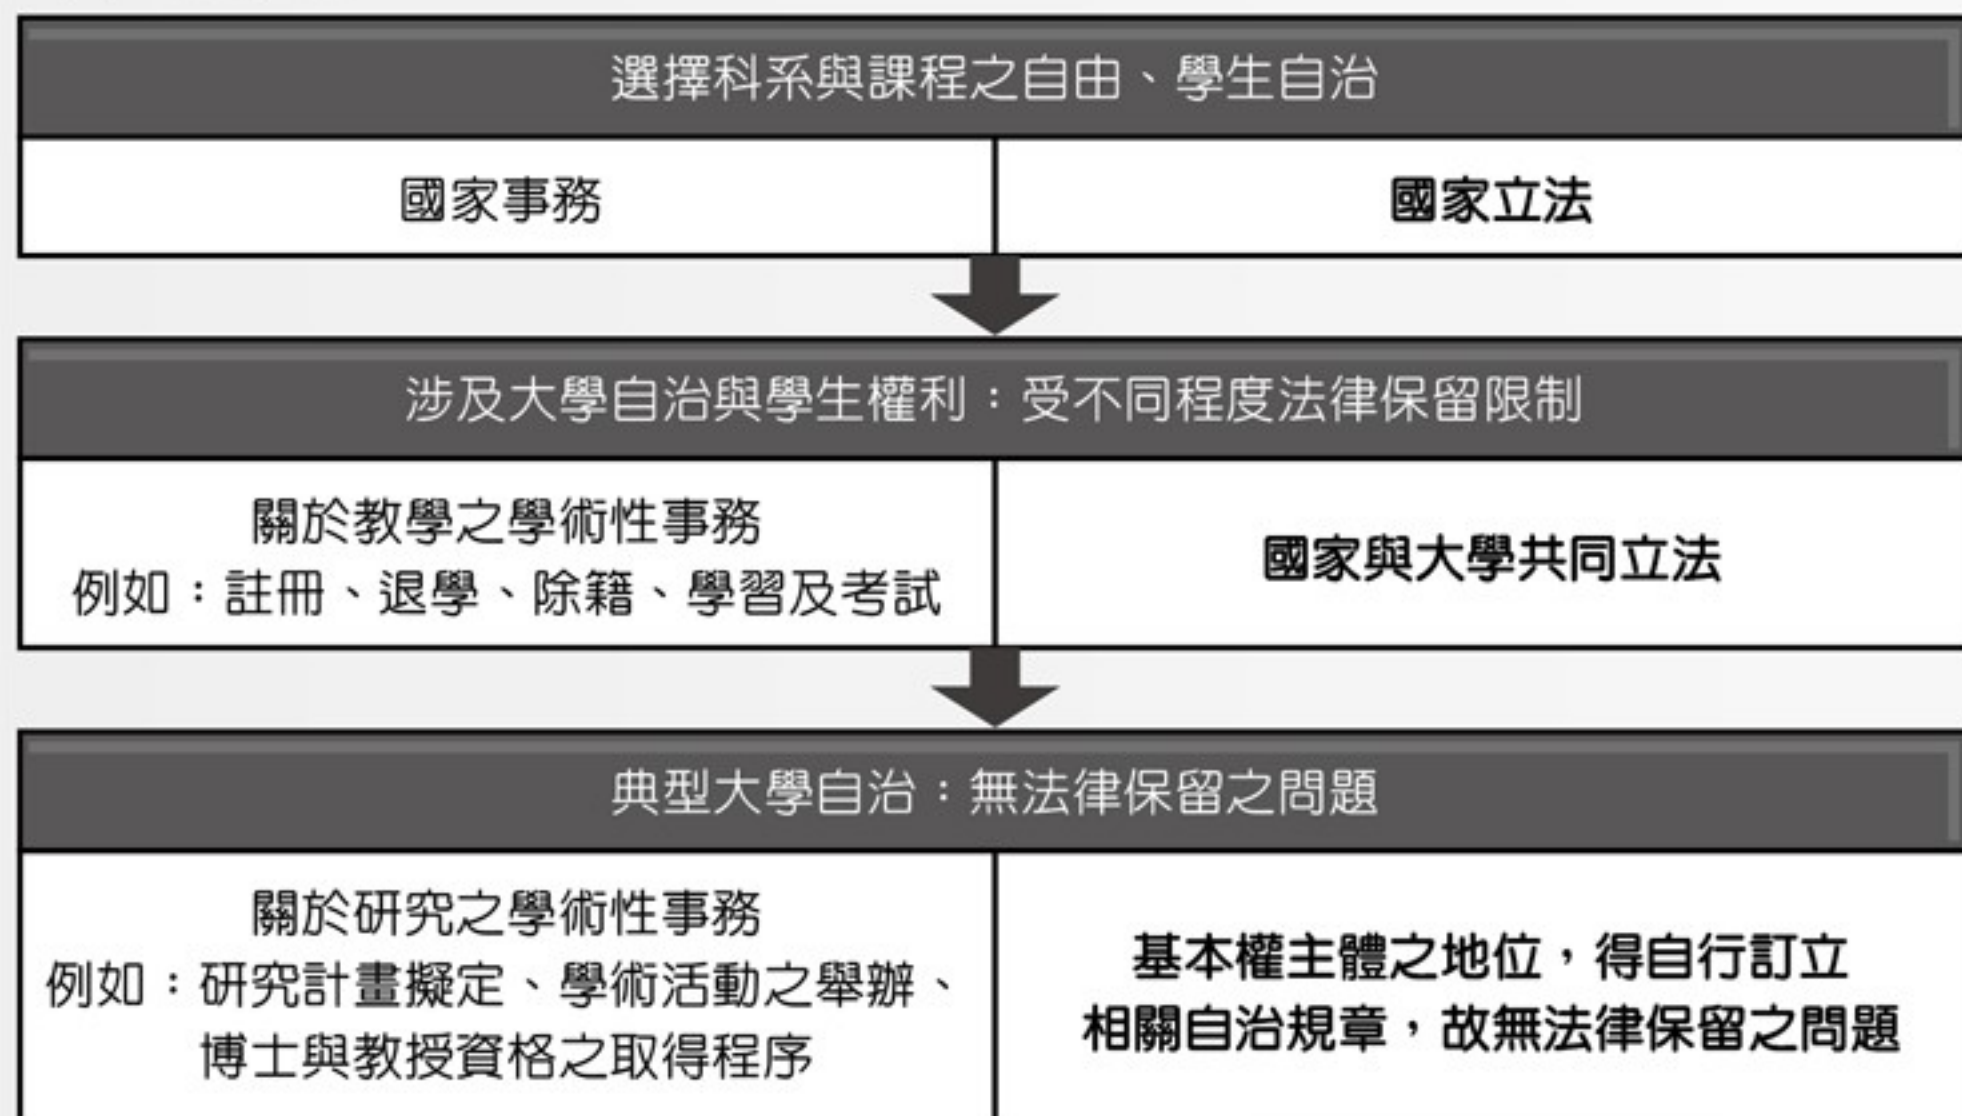 選擇科系與課程之自由、學生自治
國家事務
國家立法
涉及大學自治與學生權利：受不同程度法律保留限制
關於教學之學術性事務
例如：註冊、退學、除籍、學習及考試
國家與大學共同立法
典型大學自治：無法律保留之問題
關於研究之學術性事務
例如：研究計畫擬定、學術活動之舉辦、
博士與教授資格之取得程序
基本權主體之地位，得自行訂立
相關自治規章，故無法律保留之問題